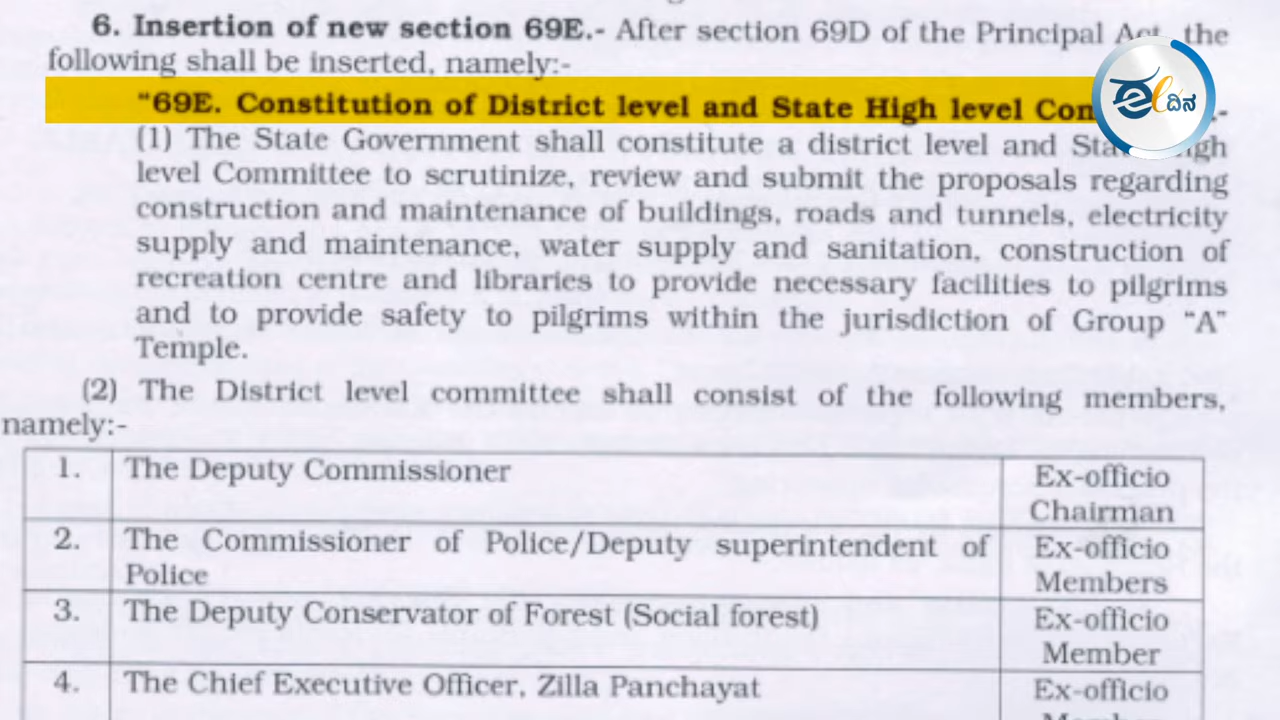 6. Insertion of new section 69E.- After section 69D of the Principal Act, the
following shall be inserted, namely:-
"69E. Constitution of District level and State High level
(1) The State Government shall constitute a district level and
level Committee to scrutinize, review and submit the proposals regarding
construction and maintenance of buildings, roads and tunnels, electricity
supply and maintenance, water supply and sanitation, construction of
recreation centre and libraries to provide necessary facilities to pilgrims
and to provide safety to pilgrims within the jurisdiction of Group "A"
Temple.
(2) The District level committee shall consist of the following members,
namely:-
1. The Deputy Commissioner Ex-officio
Chairman
2. The Commissioner of Police/Deputy superintendent of Ex-officio
Police Members
3. The Deputy Conservator of Forest (Social forest) Ex-officio
Member
4. The Chief Executive Officer, Zilla Panchayat Ex-officio
ದಿನ